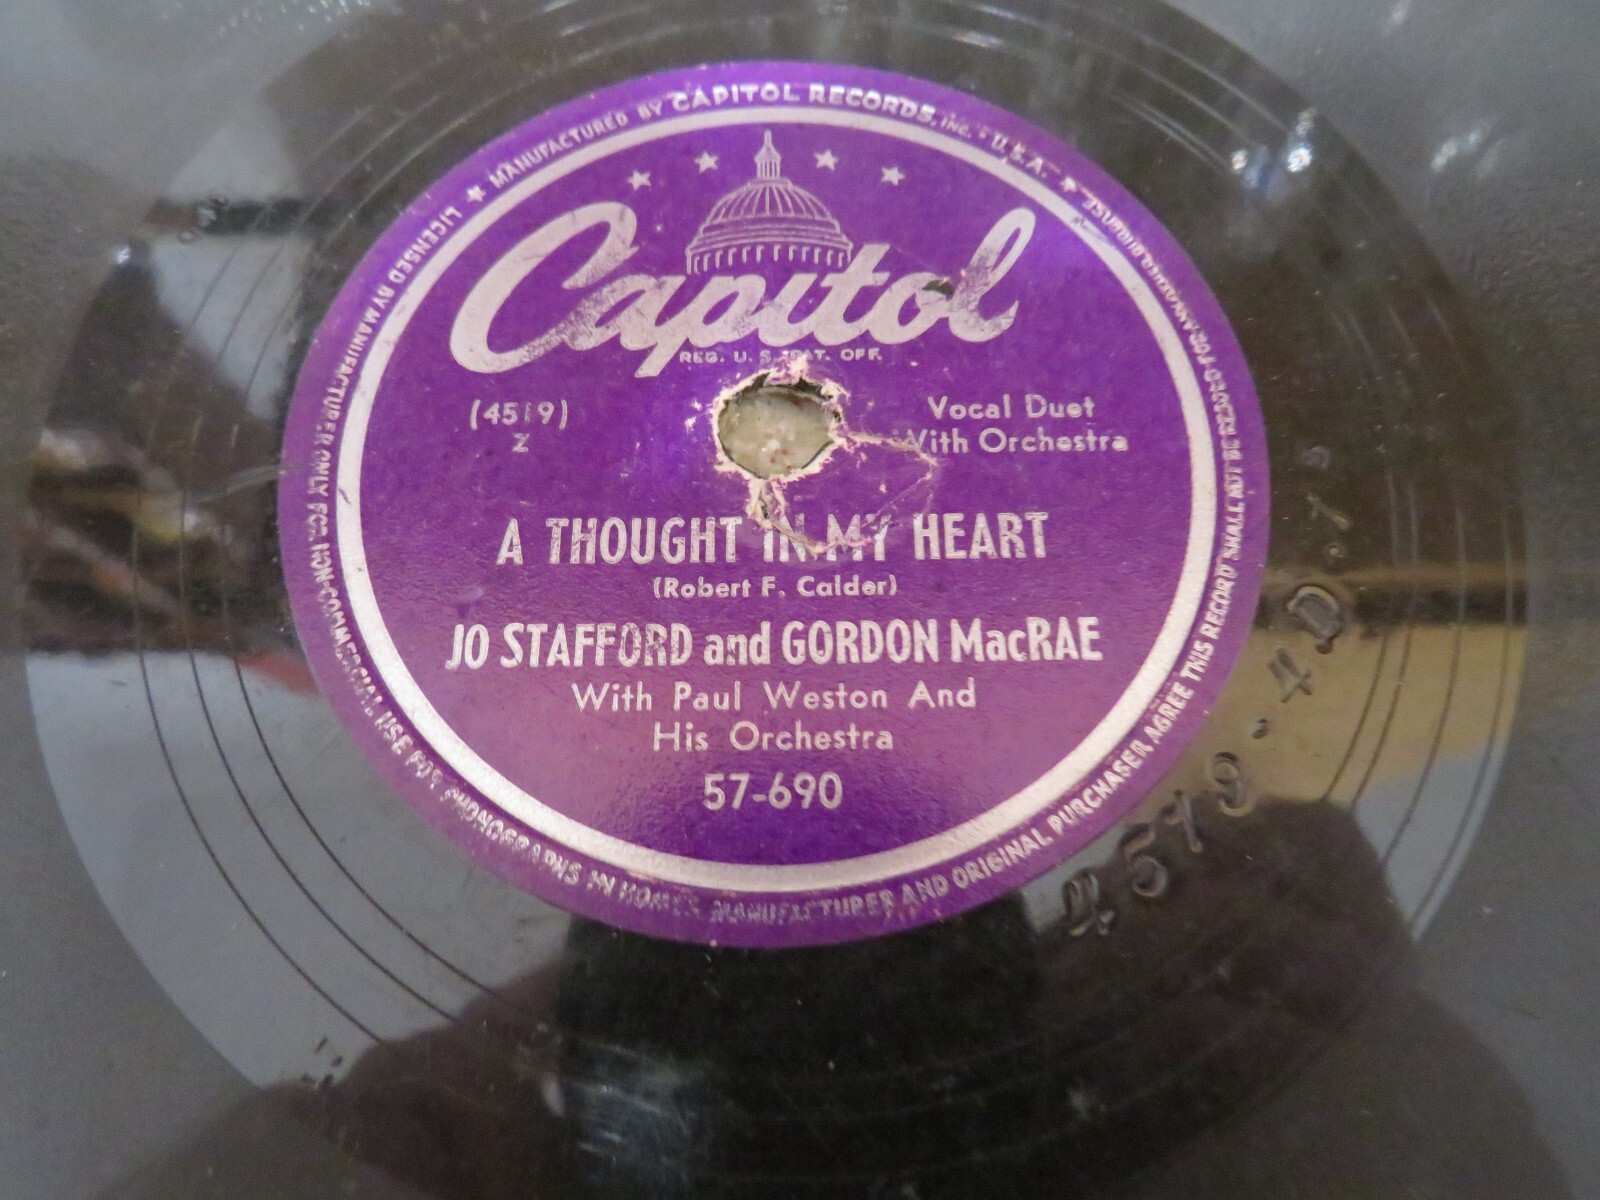 LICENSED BY MANUFACTURER ONLY FOR NON-COMMERCIAL USE ON PHONOGRAPHS IN HOMES. MANUFACTURER AND ORIGINAL PURCHASER AGREE THIS RECORD SHALL NOT BE RESOLD
★ MANUFACTURED BY CAPITOL RECORDS, INC. • U.S.A. ★
Capitol
REG. U. S. PAT. OFF.
(4519)
Z
Vocal Duet
With Orchestra
A THOUGHT IN MY HEART
(Robert F. Calder)
JO STAFFORD and GORDON MacRAE
With Paul Weston And
His Orchestra
57-690
4519-4D